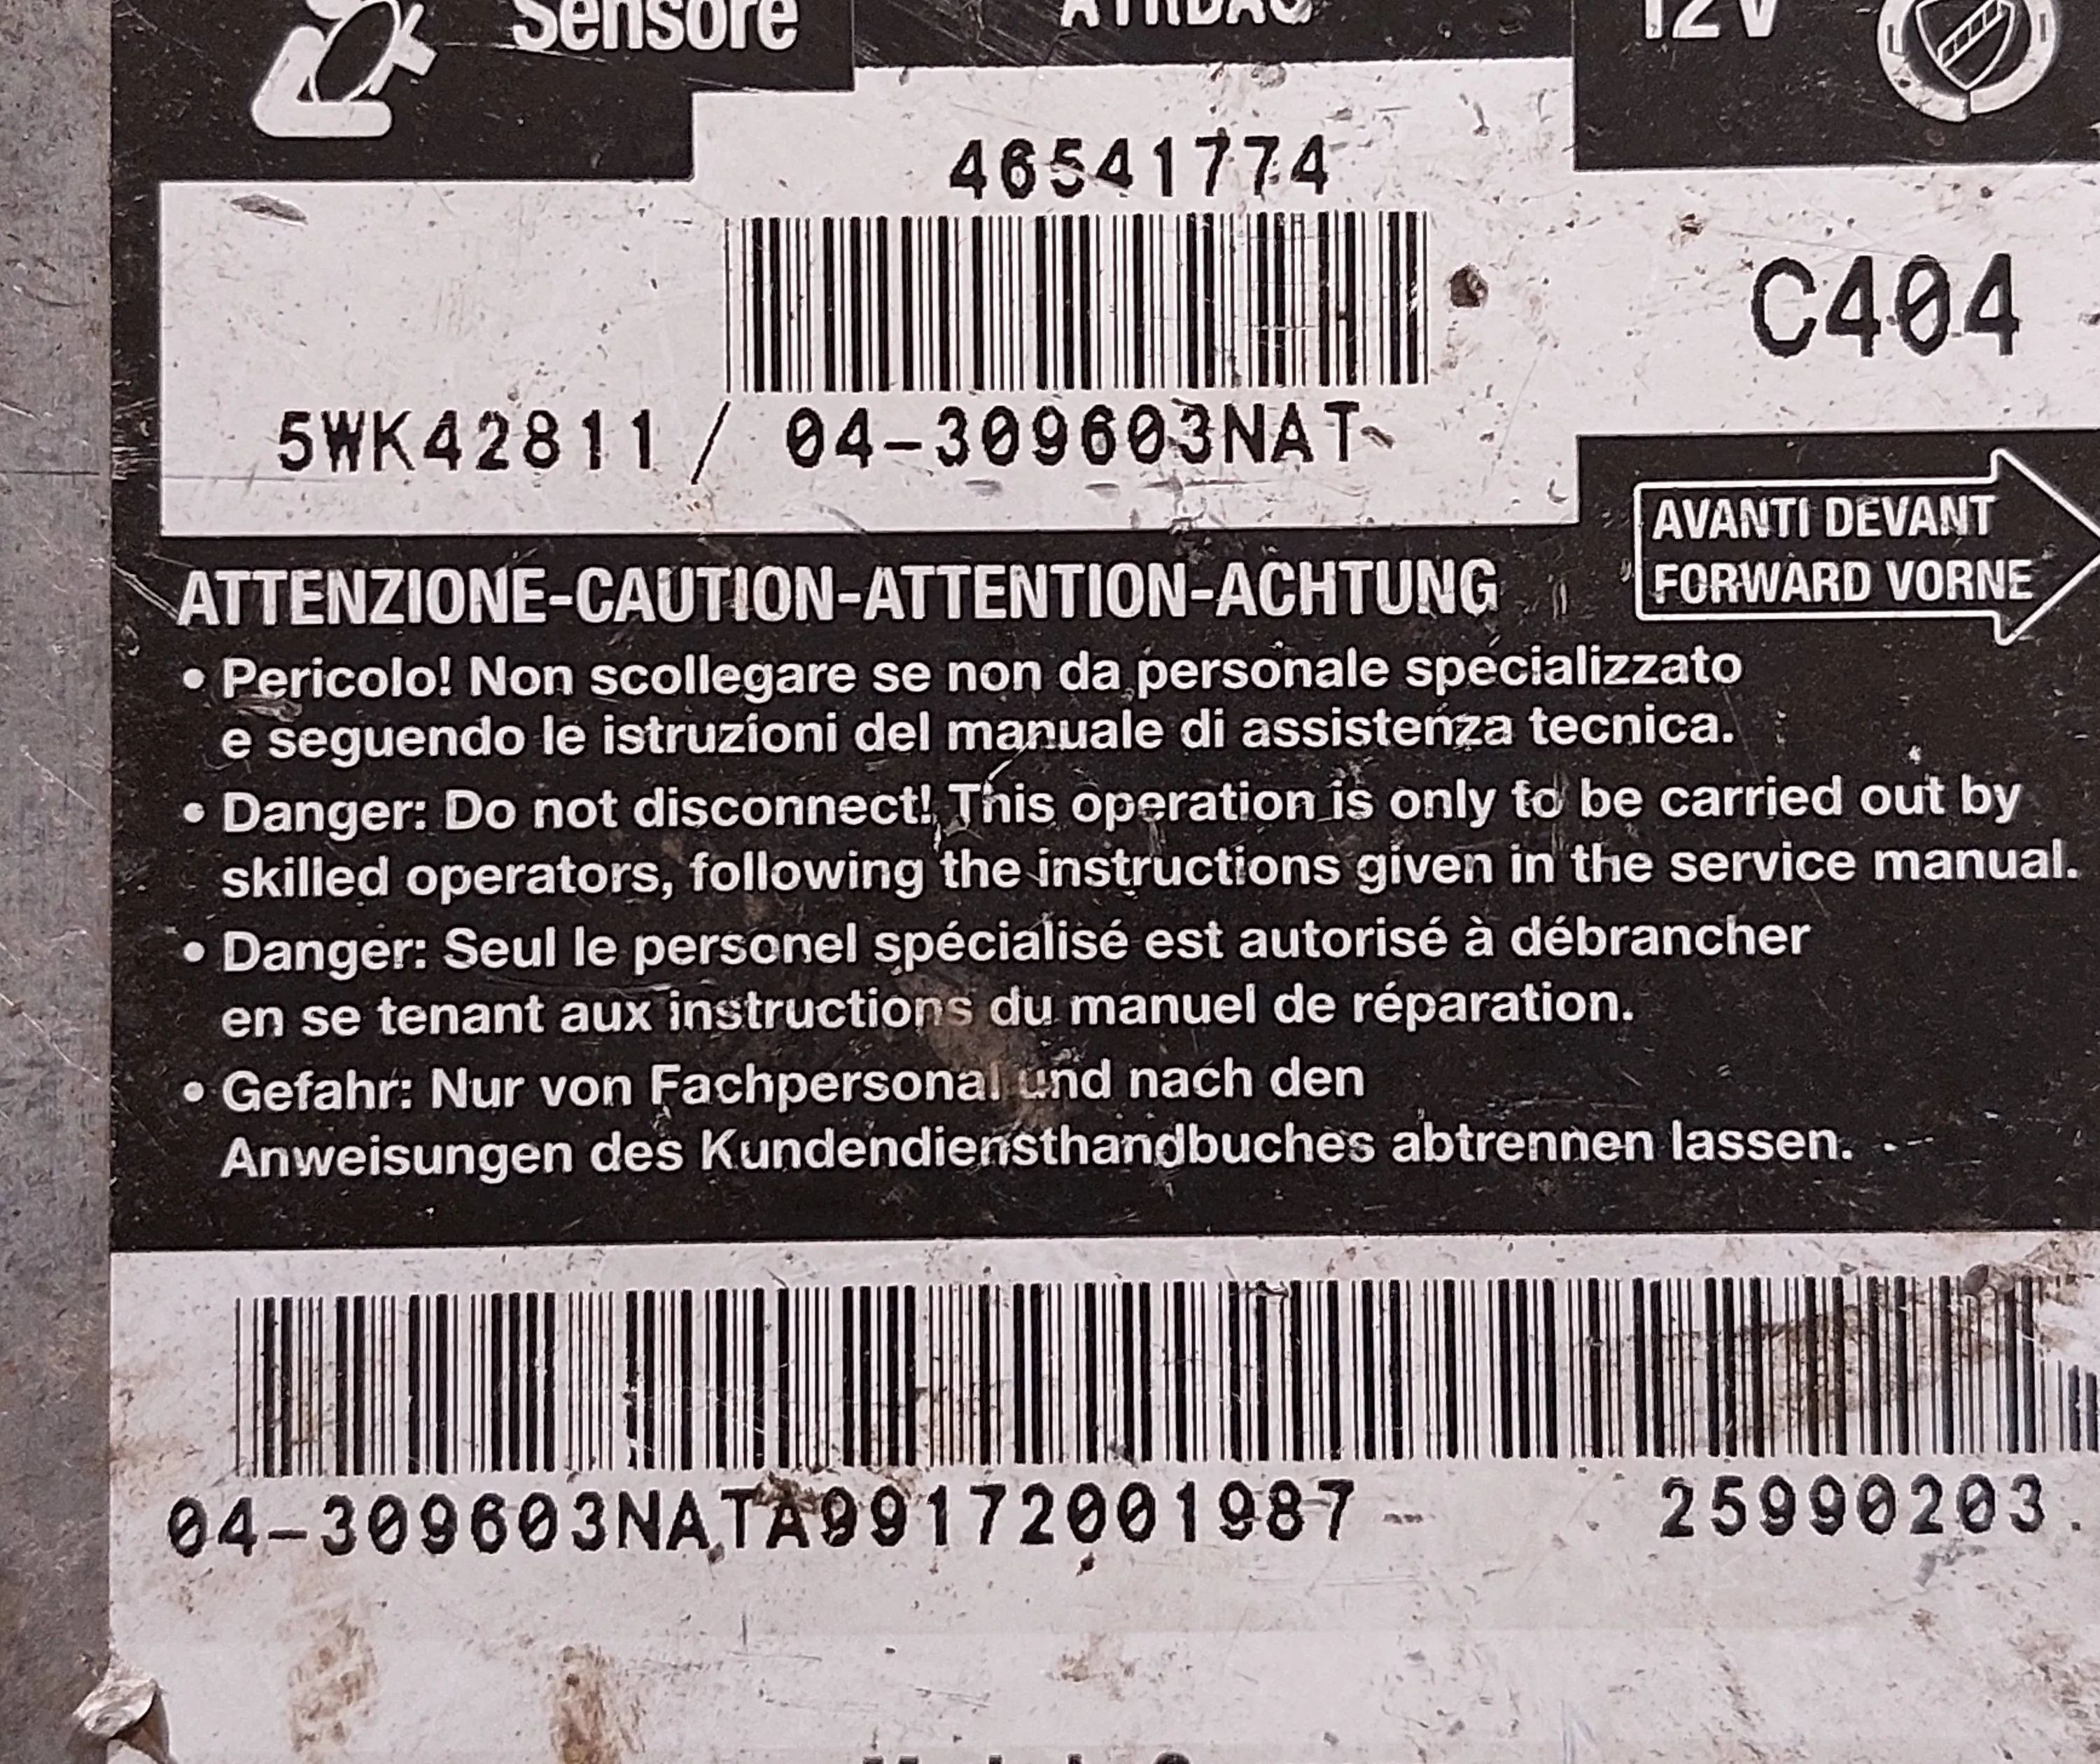 Sensore
AIRBAG
12V
46541774
C404
5WK42811 / 04-309603NAT
AVANTI DEVANT
FORWARD VORNE
ATTENZIONE-CAUTION-ATTENTION-ACHTUNG
• Pericolo! Non scollegare se non da personale specializzato
e seguendo le istruzioni del manuale di assistenza tecnica.
• Danger: Do not disconnect! This operation is only to be carried out by
skilled operators, following the instructions given in the service manual.
• Danger: Seul le personel spécialisé est autorisé à débrancher
en se tenant aux instructions du manuel de réparation.
• Gefahr: Nur von Fachpersonal und nach den
Anweisungen des Kundendiensthandbuches abtrennen lassen.
04-309603NATA99172001987 25990203